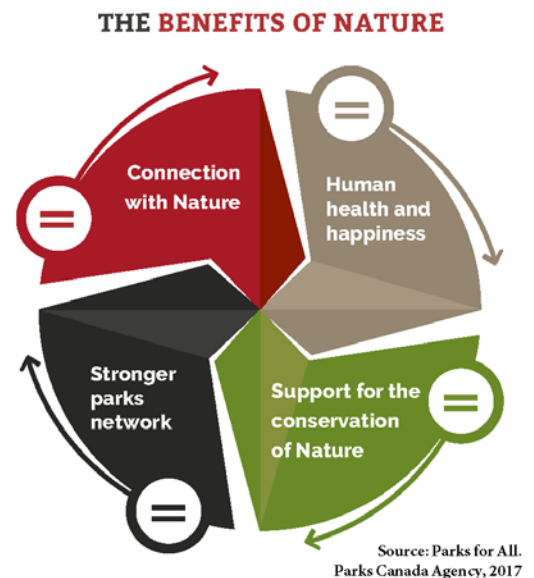 THE BENEFITS OF NATURE
=
Connection
with Nature
=
Human
health and
happiness
=
Support for the
conservation
of Nature
=
Stronger
parks
network
Source: Parks for All.
Parks Canada Agency, 2017